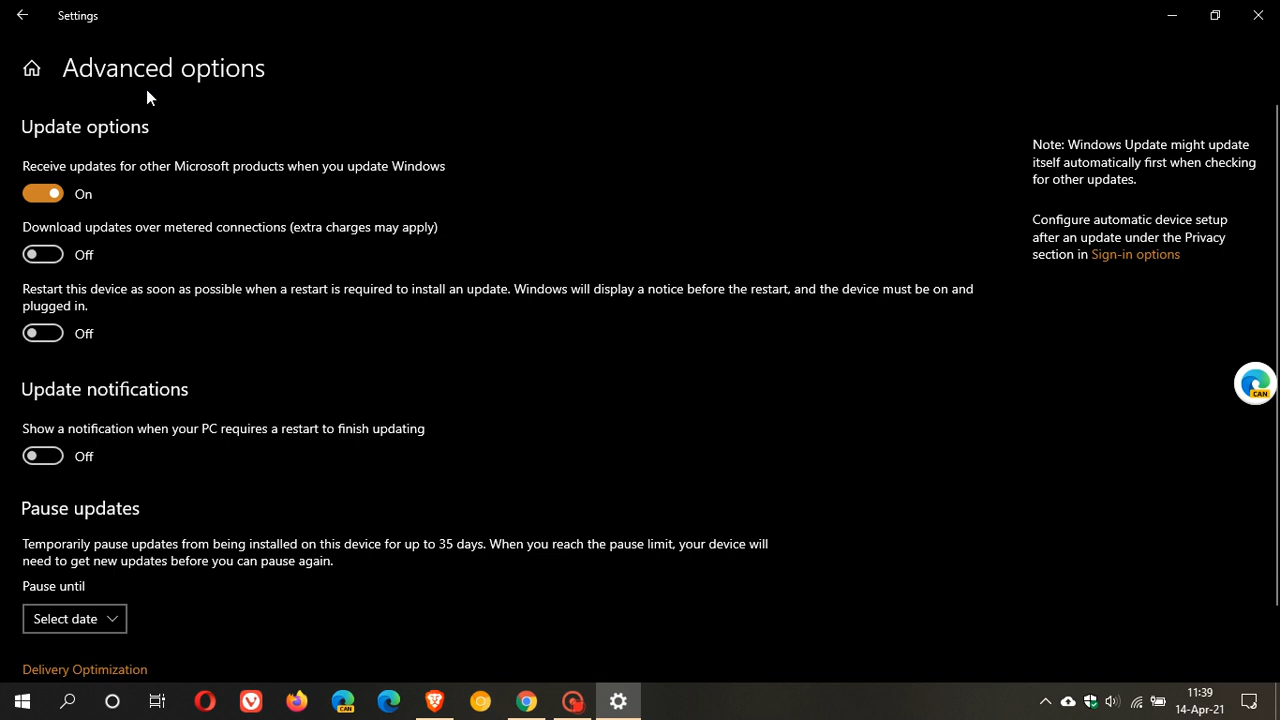 Settings
Advanced options
Update options
Receive updates for other Microsoft products when you update Windows
On
Download updates over metered connections (extra charges may apply)
Off
Restart this device as soon as possible when a restart is required to install an update. Windows will display a notice before the restart, and the device must be on and
plugged in.
Off
Update notifications
Show a notification when your PC requires a restart to finish updating
Off
Pause updates
Temporarily pause updates from being installed on this device for up to 35 days. When you reach the pause limit, your device will
need to get new updates before you can pause again.
Pause until
Select date
Delivery Optimization
Note: Windows Update might update
itself automatically first when checking
for other updates.
Configure automatic device setup
after an update under the Privacy
section in Sign-in options
CAN
CAN
11:39
14-Apr-21